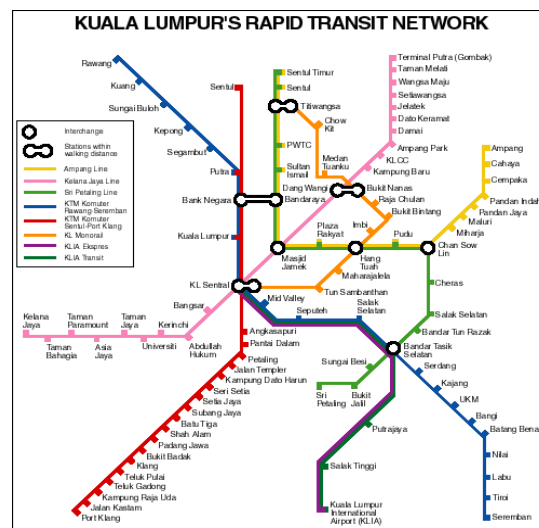 KUALA LUMPUR'S RAPID TRANSIT NETWORK
Rawang
Kuang
Sungai Buloh
Kepong
Segambut
Putra
Bank Negara
Kuala Lumpur
KL Sentral
Sentul
Sentul Timur
Sentul
Titiwangsa
Chow
Kit
PWTC
Medan
Tuanku
Sultan
Ismail
Dang Wangi
Bandaraya
Terminal Putra (Gombak)
Taman Melati
Wangsa Maju
Setiawangsa
Jelatek
Dato Keramat
Damai
Ampang Park
KLCC
Kampung Baru
Bukit Nanas
Raja Chulan
Bukit Bintang
Imbi
Ampang
Cahaya
Cempaka
Pandan Indah
Pandan Jaya
Maluri
Miharja
Interchange
Stations within
walking distance
Ampang Line
Kelana Jaya Line
Sri Petaling Line
KTM Komuter
Rawang-Seremban
KTM Komuter
Sentul-Port Klang
KL Monorail
KLIA Ekspres
KLIA Transit
Plaza
Rakyat
Pudu
Masjid
Jamek
Hang
Tuah
Chan Sow
Lin
Maharajalela
Tun Sambanthan
Cheras
Mid Valley
Seputeh
Salak
Selatan
Salak Selatan
Bandar Tun Razak
Bandar Tasik
Selatan
Bangsar
Kelana
Jaya
Taman
Paramount
Taman
Jaya
Kerinchi
Taman
Bahagia
Asia
Jaya
Universiti
Abdullah
Hukum
Angkasapuri
Pantai Dalam
Petaling
Jalan Templer
Kampung Dato Harun
Seri Setia
Setia Jaya
Subang Jaya
Batu Tiga
Shah Alam
Padang Jawa
Bukit Badak
Klang
Teluk Pulai
Teluk Gadong
Kampung Raja Uda
Jalan Kastam
Port Klang
Sungai Besi
Sri
Petaling
Bukit
Jalil
Serdang
Kajang
UKM
Bangi
Batang Benar
Nilai
Labu
Tiroi
Seremban
Putrajaya
Salak Tinggi
Kuala Lumpur
International
Airport (KLIA)